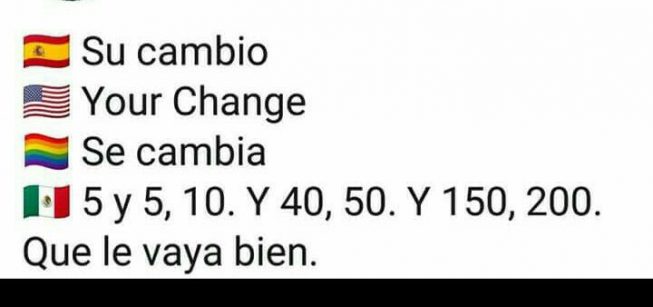 🇪🇸 Su cambio
🇺🇸 Your Change
🏳️‍🌈 Se cambia
🇲🇽 5 y 5, 10. Y 40, 50. Y 150, 200.
Que le vaya bien.